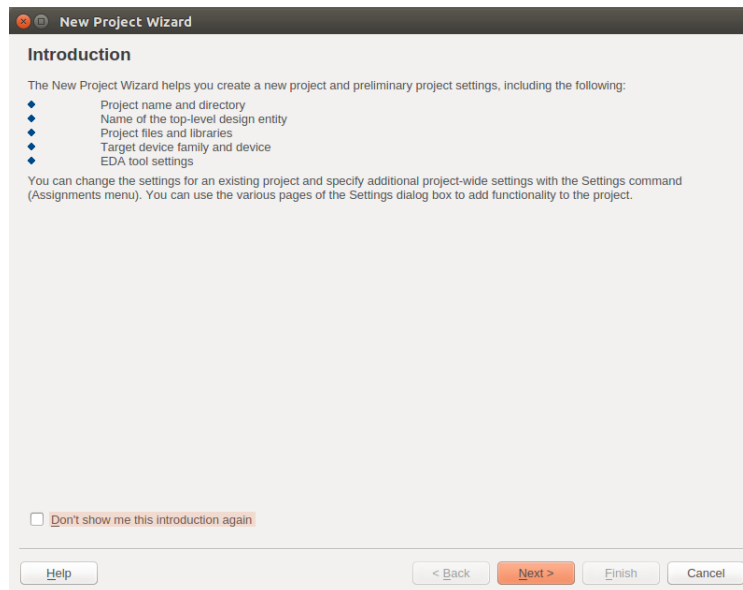 New Project Wizard
Introduction
The New Project Wizard helps you create a new project and preliminary project settings, including the following:
Project name and directory
Name of the top-level design entity
Project files and libraries
Target device family and device
EDA tool settings
You can change the settings for an existing project and specify additional project-wide settings with the Settings command
(Assignments menu). You can use the various pages of the Settings dialog box to add functionality to the project.
Don't show me this introduction again
Help
< Back
Next >
Finish
Cancel